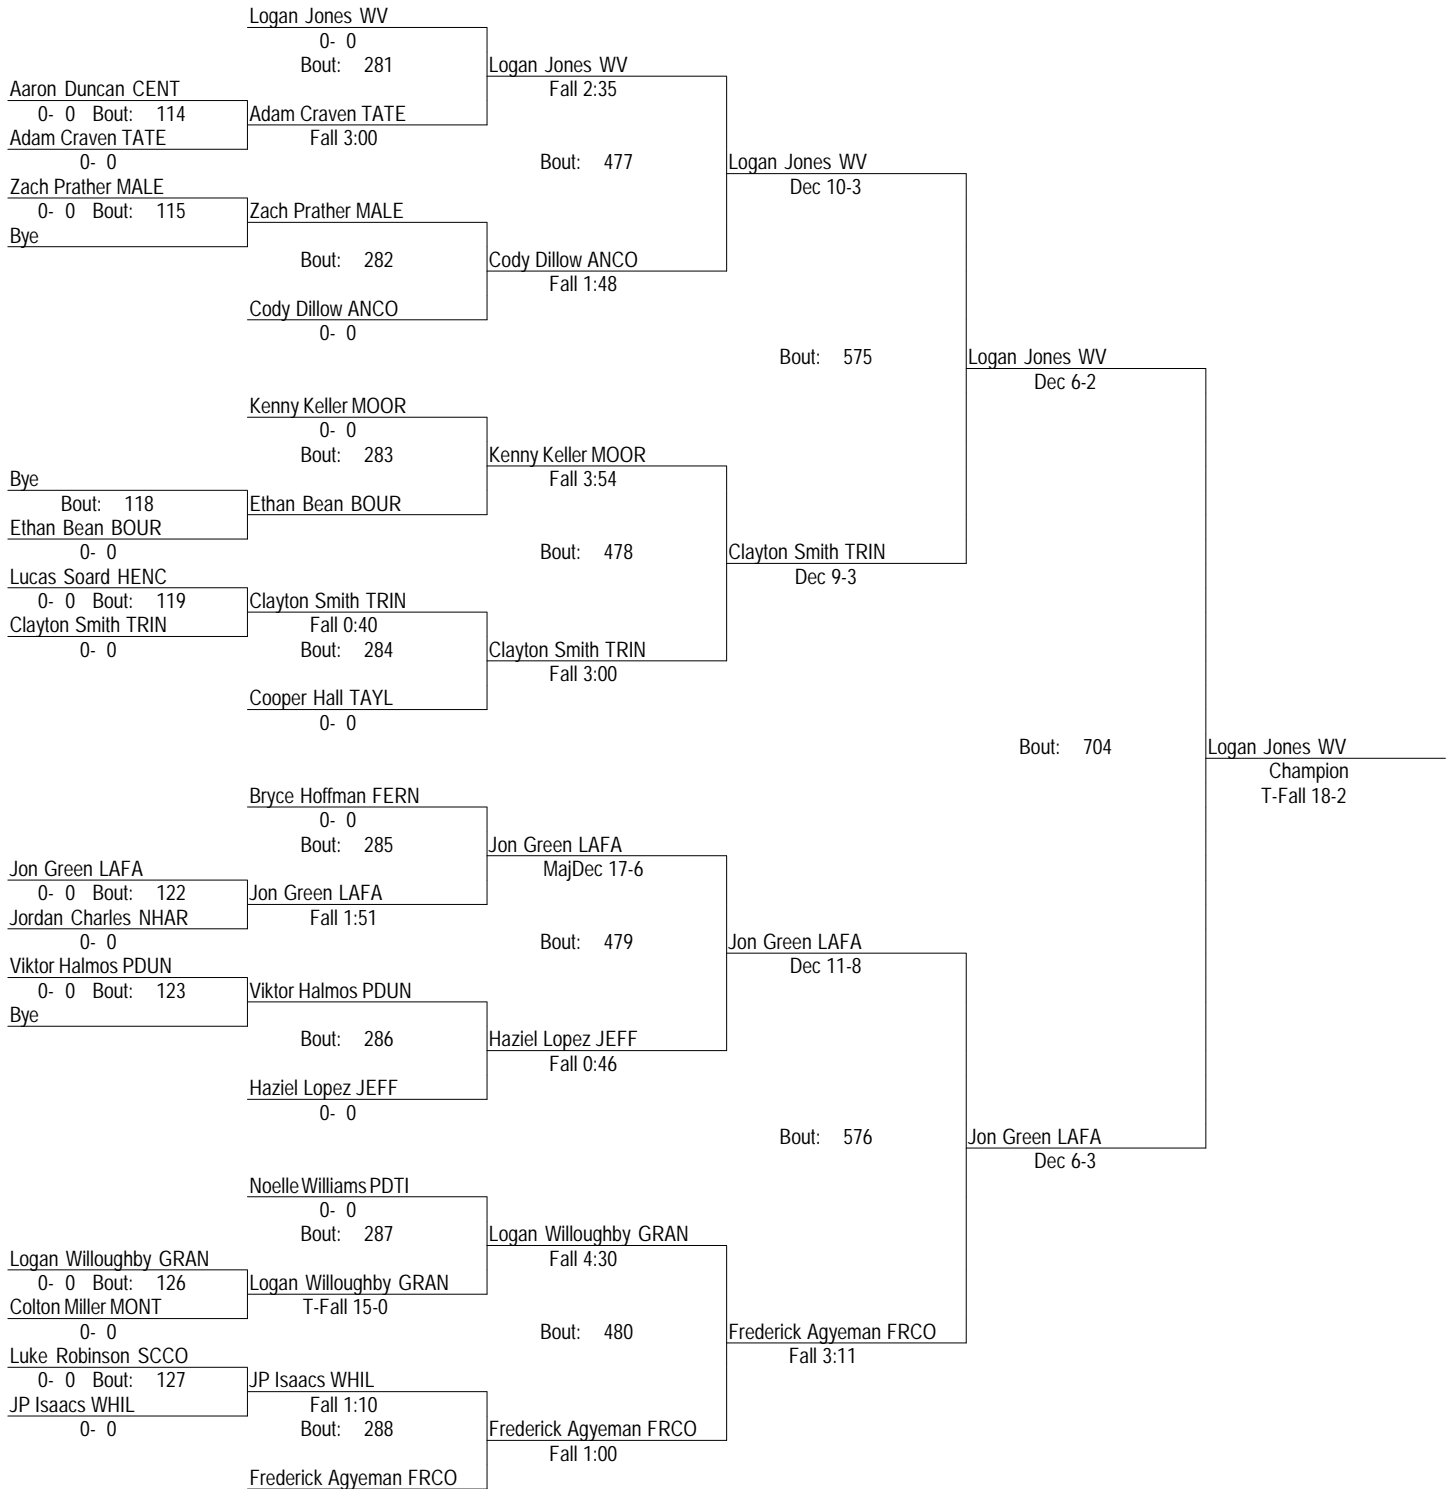 Logan Jones WV
0- 0
Bout: 281
Logan Jones WV
Aaron Duncan CENT
Fall 2:35
0- 0 Bout: 114
Adam Craven TATE
Adam Craven TATE
Fall 3:00
0- 0
Bout: 477
Logan Jones WV
Zach Prather MALE
Dec 10-3
0- 0 Bout: 115
Zach Prather MALE
Bye
Bout: 282
Cody Dillow ANCO
Fall 1:48
Cody Dillow ANCO
0- 0
Bout: 575
Logan Jones WV
Dec 6-2
Kenny Keller MOOR
0- 0
Bout: 283
Kenny Keller MOOR
Bye
Fall 3:54
Bout: 118
Ethan Bean BOUR
Ethan Bean BOUR
0- 0
Bout: 478
Clayton Smith TRIN
Lucas Soard HENC
Dec 9-3
0- 0 Bout: 119
Clayton Smith TRIN
Clayton Smith TRIN
Fall 0:40
0- 0
Bout: 284
Clayton Smith TRIN
Fall 3:00
Cooper Hall TAYL
0- 0
Bout: 704
Logan Jones WV
Champion
T-Fall 18-2
Bryce Hoffman FERN
0- 0
Bout: 285
Jon Green LAFA
Jon Green LAFA
MajDec 17-6
0- 0 Bout: 122
Jon Green LAFA
Jordan Charles NHAR
Fall 1:51
0- 0
Bout: 479
Jon Green LAFA
Viktor Halmos PDUN
Dec 11-8
0- 0 Bout: 123
Viktor Halmos PDUN
Bye
Bout: 286
Haziel Lopez JEFF
Fall 0:46
Haziel Lopez JEFF
0- 0
Bout: 576
Jon Green LAFA
Dec 6-3
Noelle Williams PDTI
0- 0
Bout: 287
Logan Willoughby GRAN
Logan Willoughby GRAN
Fall 4:30
0- 0 Bout: 126
Logan Willoughby GRAN
Colton Miller MONT
T-Fall 15-0
0- 0
Bout: 480
Frederick Agyeman FRCO
Luke Robinson SCCO
Fall 3:11
0- 0 Bout: 127
JP Isaacs WHIL
JP Isaacs WHIL
Fall 1:10
0- 0
Bout: 288
Frederick Agyeman FRCO
Fall 1:00
Frederick Agyeman FRCO